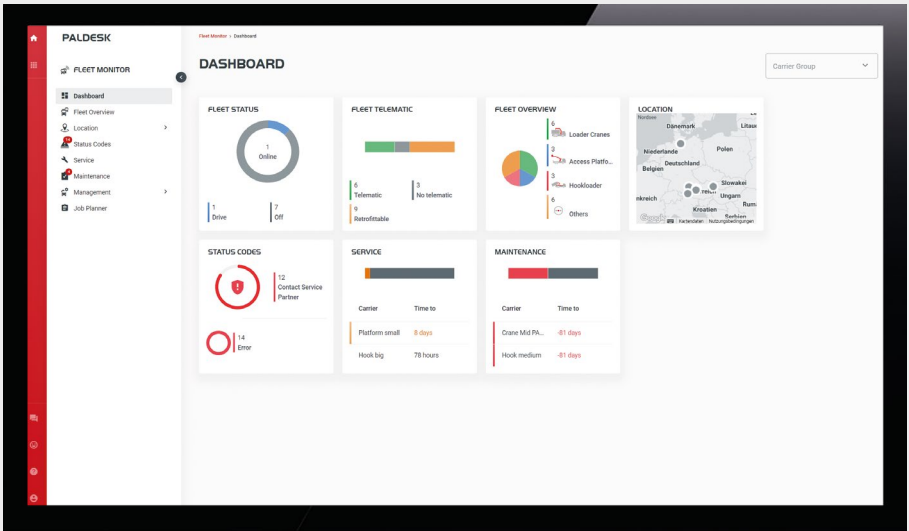 PALDESK
FLEET MONITOR
Dashboard
Fleet Overview
Location
Status Codes
Service
Maintenance
Management
Job Planner
Fleet Monitor > Dashboard
DASHBOARD
Carrier Group
FLEET STATUS
1
Online
1
Drive
7
Off
FLEET TELEMATIC
6
Telematic
3
No telematic
9
Retrofittable
FLEET OVERVIEW
6
Loader Cranes
3
Access Platfo...
3
Hookloader
6
Others
LOCATION
Nordsee
Dänemark
Litaue
Niederlande
Polen
Deutschland
Belgien
Slowakei
nkreich
Ungarn
Rum
Kroatien
Serbien
Google
Kartendaten
Nutzungsbedingungen
STATUS CODES
12
Contact Service
Partner
14
Error
SERVICE
Carrier Time to
Platform small 8 days
Hook big 78 hours
MAINTENANCE
Carrier Time to
Crane Mid PA... -81 days
Hook medium -81 days